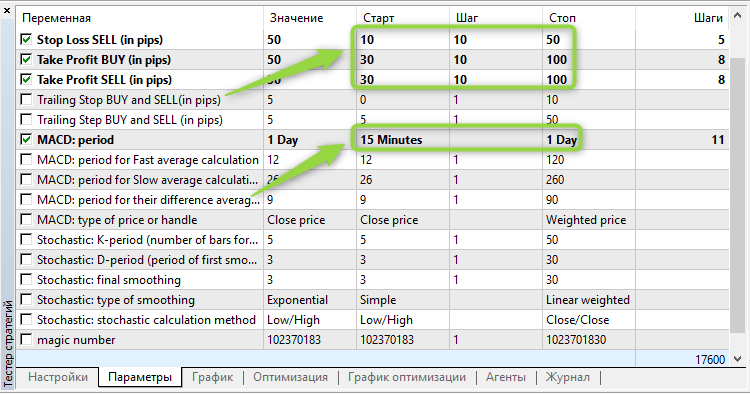 Переменная Значение Старт Шаг Стоп Шаги
Stop Loss SELL (in pips) 50 10 10 50 5
Take Profit BUY (in pips) 50 30 10 100 8
Take Profit SELL (in pips) 50 30 10 100 8
Trailing Stop BUY and SELL(in pips) 5 0 1 10
Trailing Step BUY and SELL (in pips) 5 5 1 50
MACD: period 1 Day 15 Minutes 1 Day 11
MACD: period for Fast average calculation 12 12 1 120
MACD: period for Slow average calculati... 26 26 1 260
MACD: period for their difference averag... 9 9 1 90
MACD: type of price or handle Close price Close price Weighted price
Stochastic: K-period (number of bars for... 5 5 1 50
Stochastic: D-period (period of first smo... 3 3 1 30
Stochastic: final smoothing 3 3 1 30
Stochastic: type of smoothing Exponential Simple Linear weighted
Stochastic: stochastic calculation method Low/High Low/High Close/Close
magic number 102370183 102370183 1 1023701830
17600
Настройки Параметры График Оптимизация График оптимизации Агенты Журнал
Тестер стратегий